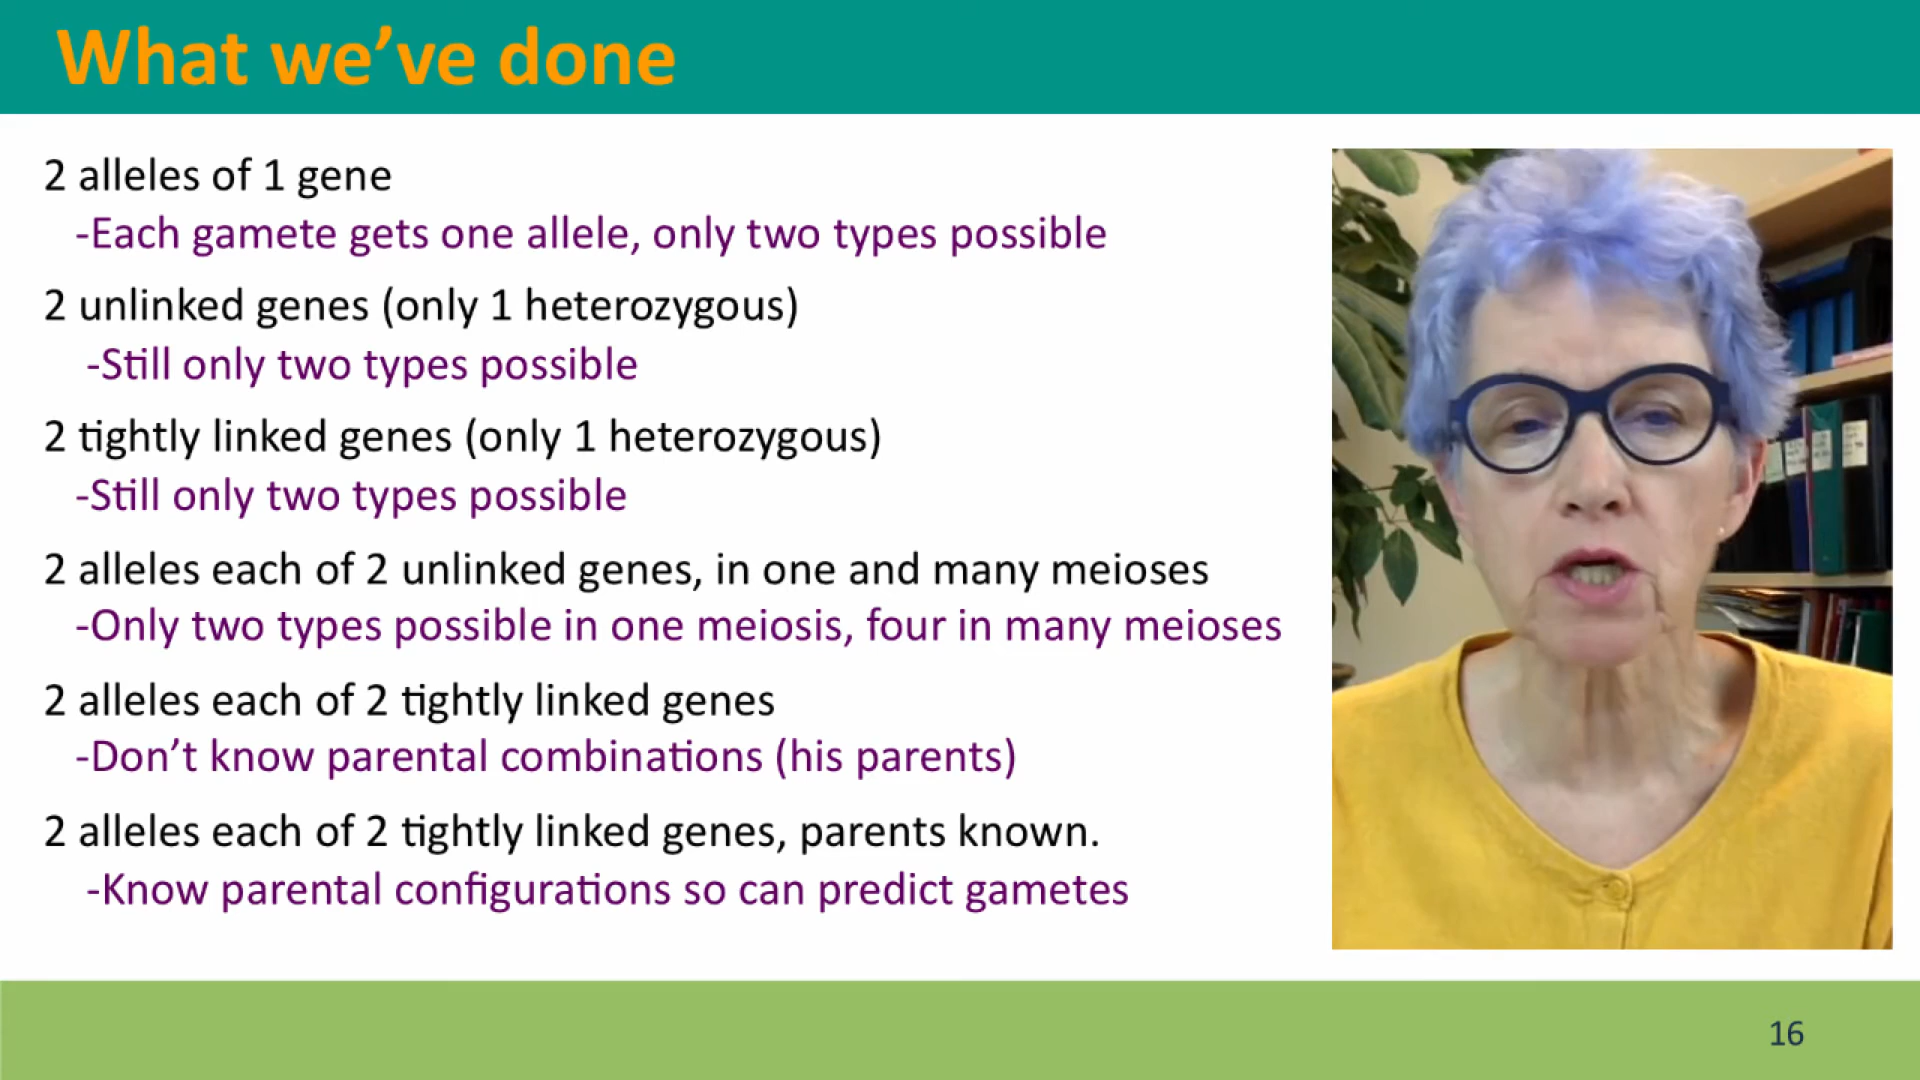 What we’ve done
2 alleles of 1 gene
-Each gamete gets one allele, only two types possible
2 unlinked genes (only 1 heterozygous)
-Still only two types possible
2 tightly linked genes (only 1 heterozygous)
-Still only two types possible
2 alleles each of 2 unlinked genes, in one and many meioses
-Only two types possible in one meiosis, four in many meioses
2 alleles each of 2 tightly linked genes
-Don’t know parental combinations (his parents)
2 alleles each of 2 tightly linked genes, parents known.
-Know parental configurations so can predict gametes
16